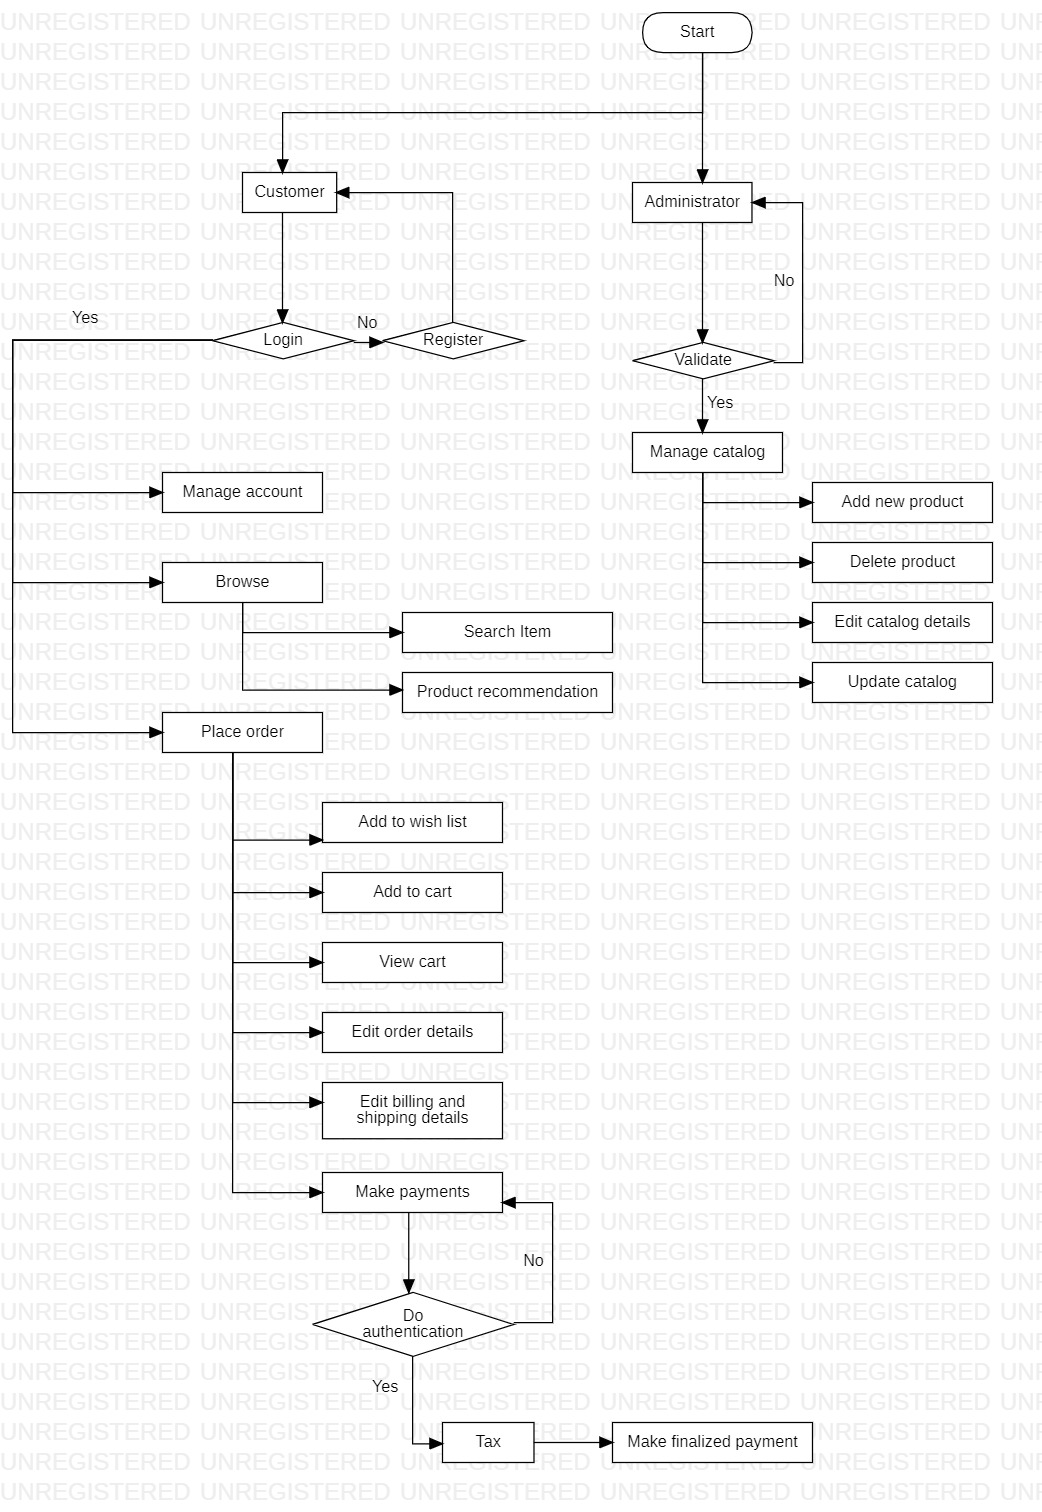 Start
Customer
Administrator
No
Yes
No
Login
Register
Validate
Yes
Manage catalog
Manage account
Add new product
Delete product
Browse
Edit catalog details
Search Item
Update catalog
Product recommendation
Place order
Add to wish list
Add to cart
View cart
Edit order details
Edit billing and
shipping details
Make payments
No
Do
authentication
Yes
Tax
Make finalized payment
UNREGISTERED